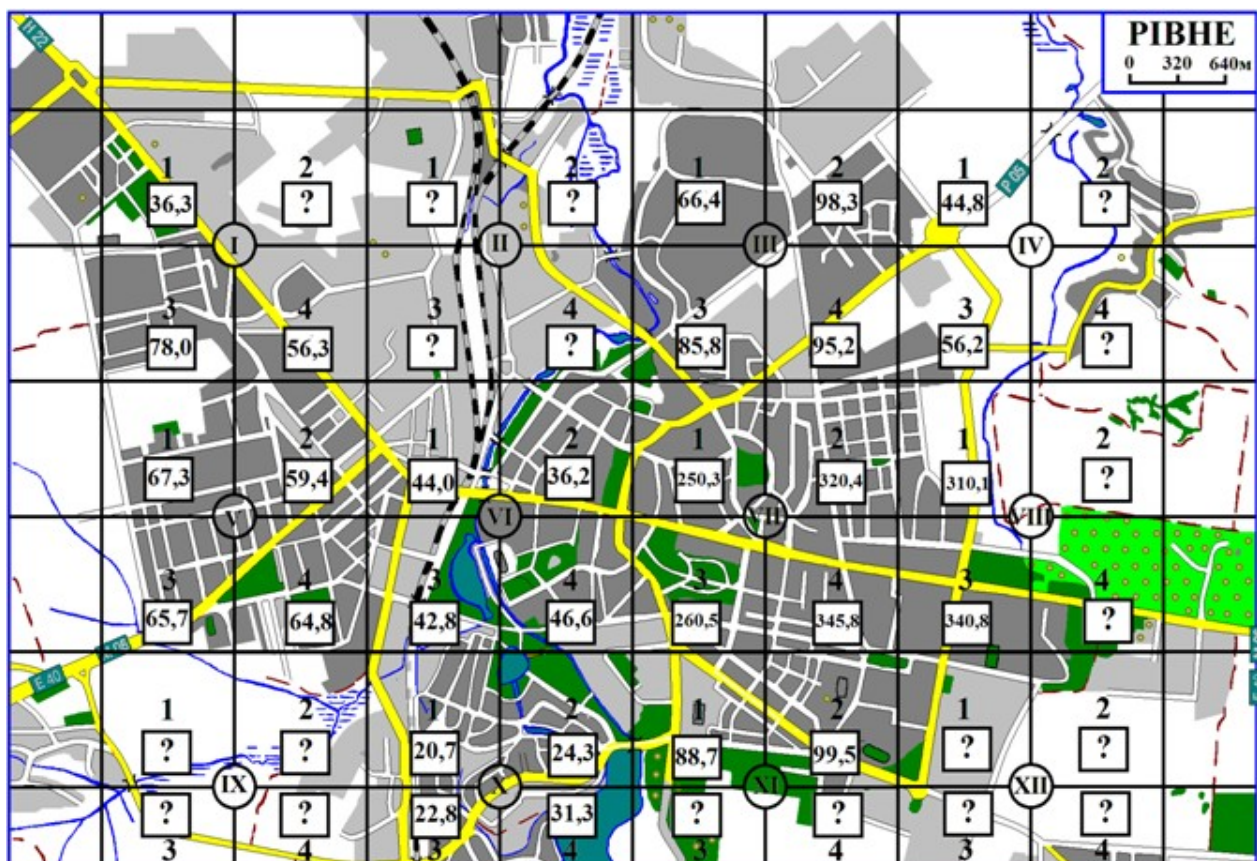 H 22
РІВНЕ
0 320 640м
1 2 1 2 1 2 1 2
36,3 ? ? ? 66,4 98,3 44,8 ?
P 05
I II III IV
3 4 3 4 3 4 3 4
78,0 56,3 ? ? 85,8 95,2 56,2 ?
1 2 1 2 1 2 1 2
67,3 59,4 44,0 36,2 250,3 320,4 310,1 ?
V VI VII VIII
3 4 3 4 3 4 3 4
65,7 64,8 42,8 46,6 260,5 345,8 340,8 ?
E 40
1 2 1 2 1 2 1 2
? ? 20,7 24,3 88,7 99,5 ? ?
IX X XI XII
? ? 22,8 31,3 ? ? ? ?
3 4 3 4 3 4 3 4